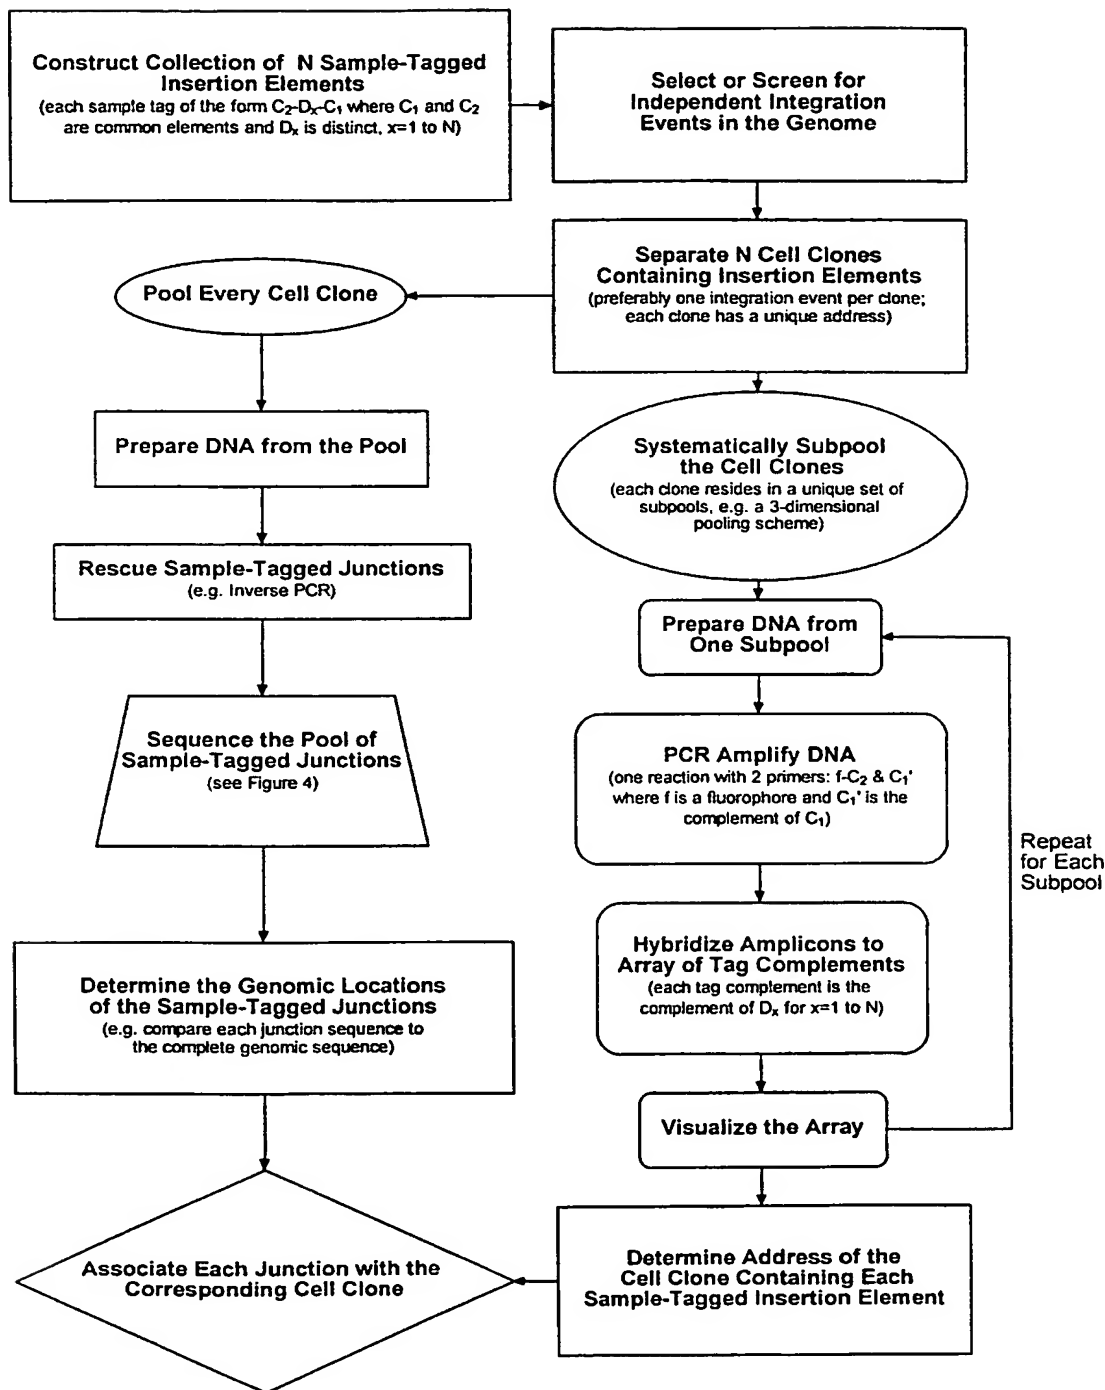 Construct Collection of N Sample-Tagged
Insertion Elements
(each sample tag of the form C₂-Dₓ-C₁ where C₁ and C₂
are common elements and Dₓ is distinct, x=1 to N)
Select or Screen for
Independent Integration
Events in the Genome
Separate N Cell Clones
Containing Insertion Elements
(preferably one integration event per clone;
each clone has a unique address)
Pool Every Cell Clone
Prepare DNA from the Pool
Rescue Sample-Tagged Junctions
(e.g. Inverse PCR)
Sequence the Pool of
Sample-Tagged Junctions
(see Figure 4)
Determine the Genomic Locations
of the Sample-Tagged Junctions
(e.g. compare each junction sequence to
the complete genomic sequence)
Associate Each Junction with the
Corresponding Cell Clone
Systematically Subpool
the Cell Clones
(each clone resides in a unique set of
subpools, e.g. a 3-dimensional
pooling scheme)
Prepare DNA from
One Subpool
PCR Amplify DNA
(one reaction with 2 primers: f-C₂ & C₁'
where f is a fluorophore and C₁' is the
complement of C₁)
Hybridize Amplicons to
Array of Tag Complements
(each tag complement is the
complement of Dₓ for x=1 to N)
Visualize the Array
Repeat
for Each
Subpool
Determine Address of the
Cell Clone Containing Each
Sample-Tagged Insertion Element